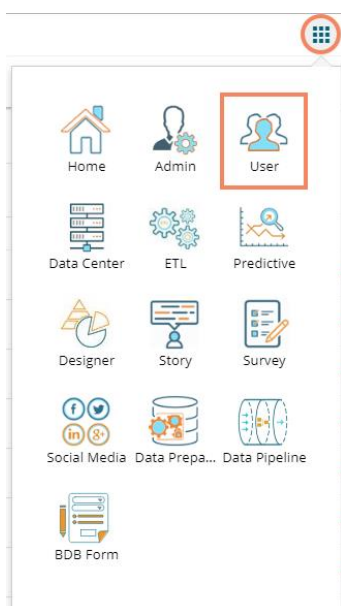 Home Admin User
Data Center ETL Predictive
Designer Story Survey
Social Media Data Prepa... Data Pipeline
BDB Form